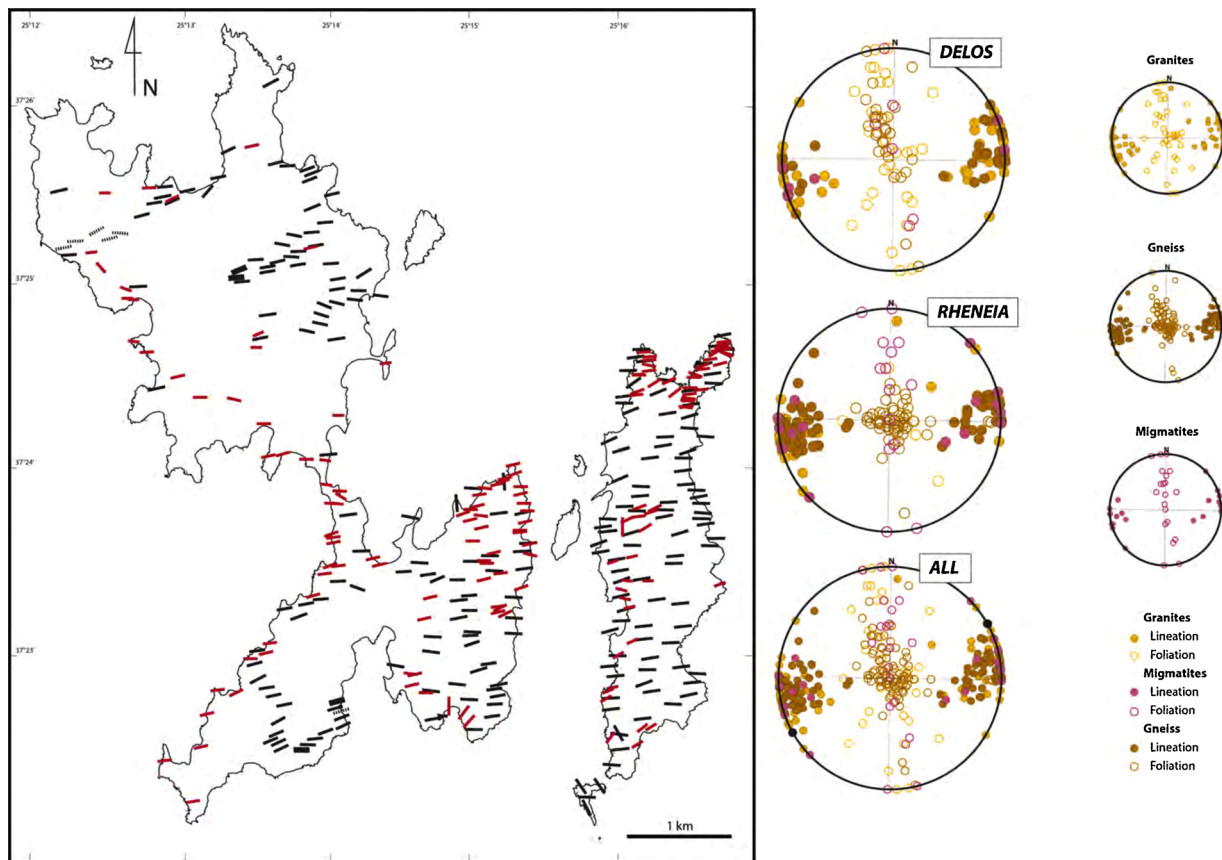 25°12'
25°13'
25°14'
25°15'
25°16'
N
37°26'
37°25'
37°24'
37°23'
1 km
DELOS
N
RHENEIA
N
ALL
N
Granites
N
Gneiss
N
Migmatites
N
Granites
Lineation
Foliation
Migmatites
Lineation
Foliation
Gneiss
Lineation
Foliation